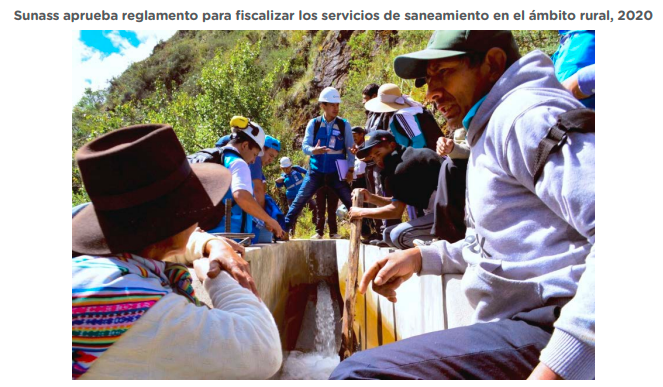 Sunass aprueba reglamento para fiscalizar los servicios de saneamiento en el ámbito rural, 2020